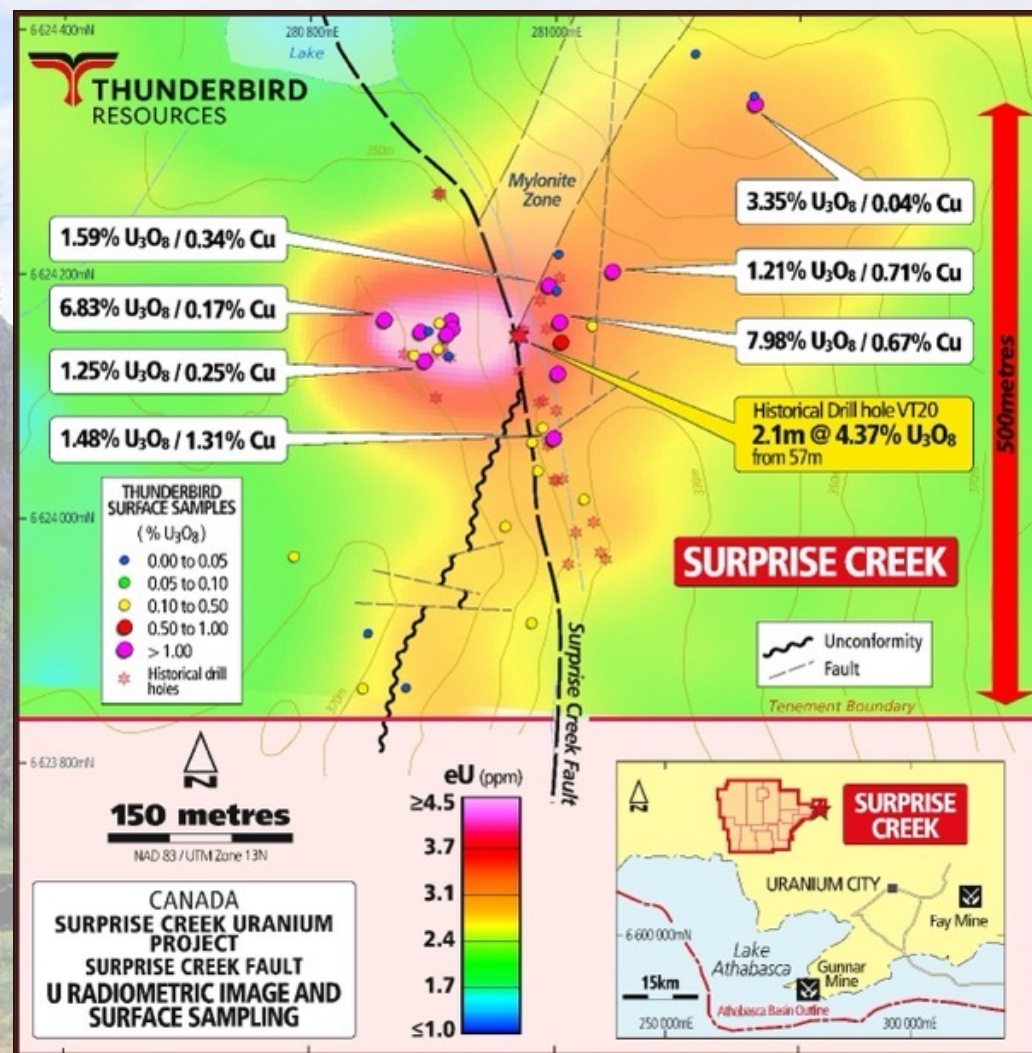 6 624 400mN
280 800mE
281000mE
Lake
THUNDERBIRD
RESOURCES
350m
Mylonite
Zone
3.35% U₃O₈ / 0.04% Cu
1.59% U₃O₈ / 0.34% Cu
6 624 200mN
1.21% U₃O₈ / 0.71% Cu
6.83% U₃O₈ / 0.17% Cu
7.98% U₃O₈ / 0.67% Cu
1.25% U₃O₈ / 0.25% Cu
Historical Drill hole VT20
2.1m @ 4.37% U₃O₈
from 57m
1.48% U₃O₈ / 1.31% Cu
500metres
330m
350m
370m
THUNDERBIRD
SURFACE SAMPLES
( % U₃O₈)
0.00 to 0.05
0.05 to 0.10
0.10 to 0.50
0.50 to 1.00
> 1.00
Historical drill
holes
6 624 000mN
SURPRISE CREEK
Surprise Creek Fault
Unconformity
Fault
370m
Tenement Boundary
6 623 800mN
N
150 metres
NAD 83 / UTM Zone 13N
CANADA
SURPRISE CREEK URANIUM
PROJECT
SURPRISE CREEK FAULT
U RADIOMETRIC IMAGE AND
SURFACE SAMPLING
eU (ppm)
≥4.5
3.7
3.1
2.4
1.7
≤1.0
N
SURPRISE
CREEK
URANIUM CITY
Fay Mine
6 600 000mN
Lake
Athabasca
Gunnar
Mine
15km
Athabasca Basin Outline
250 000mE
300 000mE